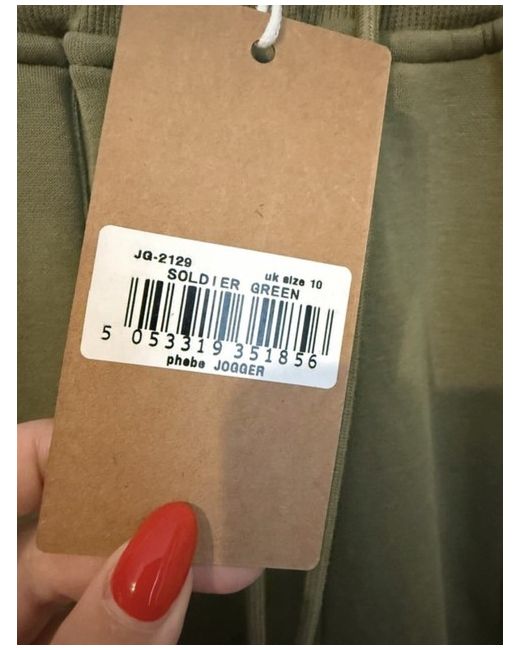 JG-2129 uk size 10
SOLDIER GREEN
5 053319 351856
phebe JOGGER